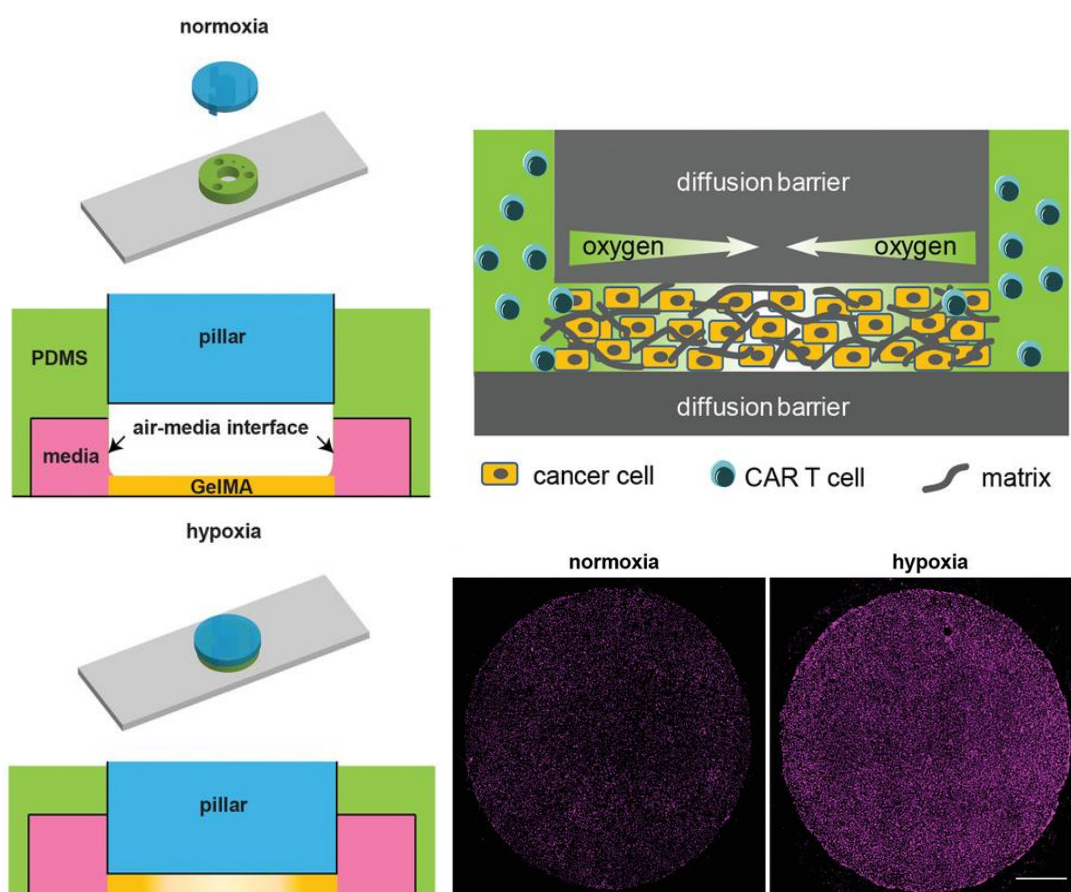 normoxia
PDMS
pillar
air-media interface
media
GelMA
hypoxia
pillar
diffusion barrier
oxygen
oxygen
diffusion barrier
cancer cell
CAR T cell
matrix
normoxia
hypoxia